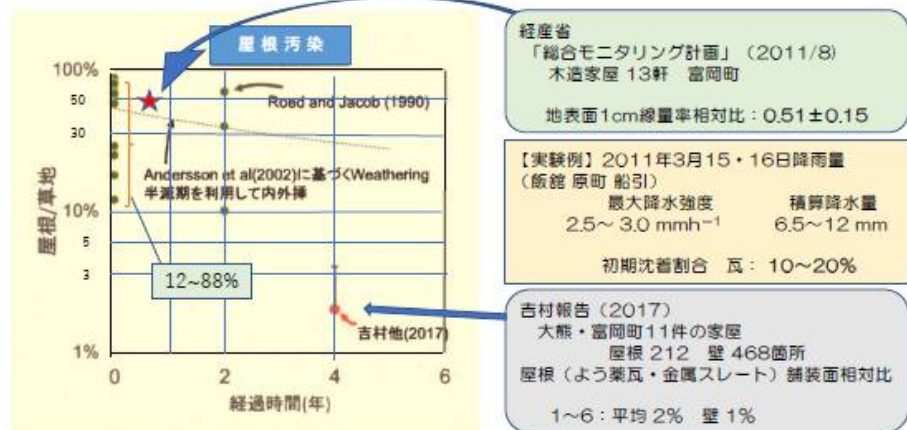 屋根汚染
100%
50
30
10%
5
3
1%
屋根/草地
0
2
4
6
経過時間(年)
Roed and Jacob (1990)
Andersson et al(2002)に基づくWeathering
半減期を利用して内外挿
12~88%
吉村他(2017)
経産省
「総合モニタリング計画」(2011/8)
木造家屋 13軒 富岡町
地表面1cm線量率相対比:0.51±0.15
【実験例】2011年3月15・16日降雨量
(飯舘 原町 船引)
最大降水強度 積算降水量
2.5~ 3.0 mmh⁻¹ 6.5~12 mm
初期沈着割合 瓦: 10~20%
吉村報告(2017)
大熊・富岡町11件の家屋
屋根 212 壁 468箇所
屋根(よう薬瓦・金属スレート)舗装面相対比
1~6:平均 2% 壁 1%